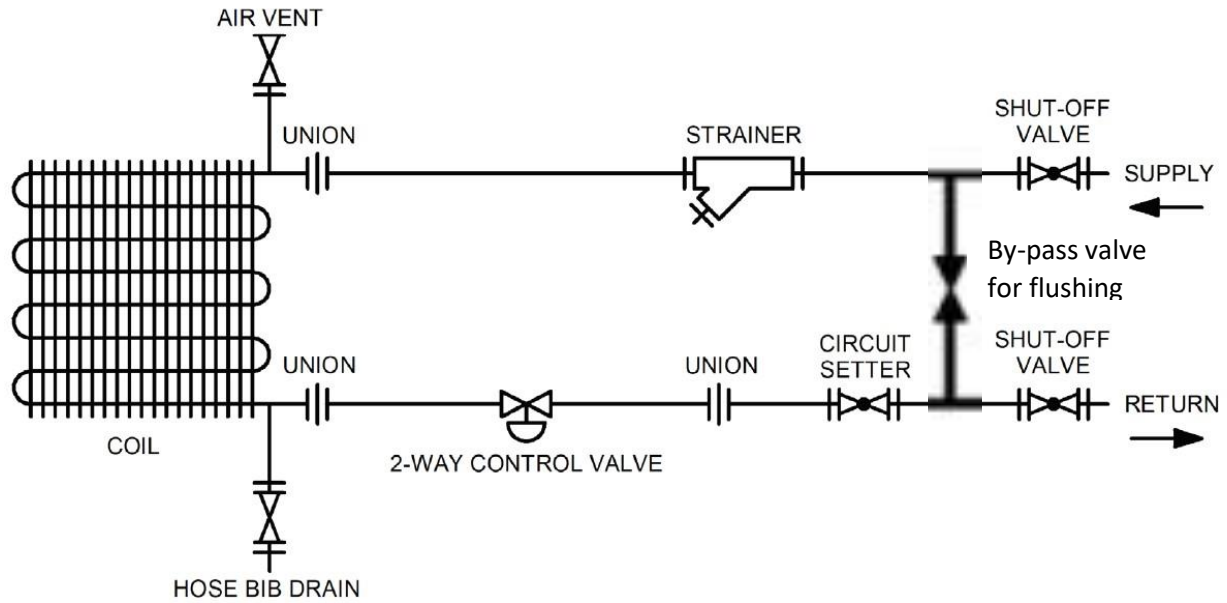 AIR VENT
UNION
STRAINER
SHUT-OFF
VALVE
SUPPLY
By-pass valve
for flushing
UNION
UNION
CIRCUIT
SETTER
SHUT-OFF
VALVE
RETURN
COIL
2-WAY CONTROL VALVE
HOSE BIB DRAIN